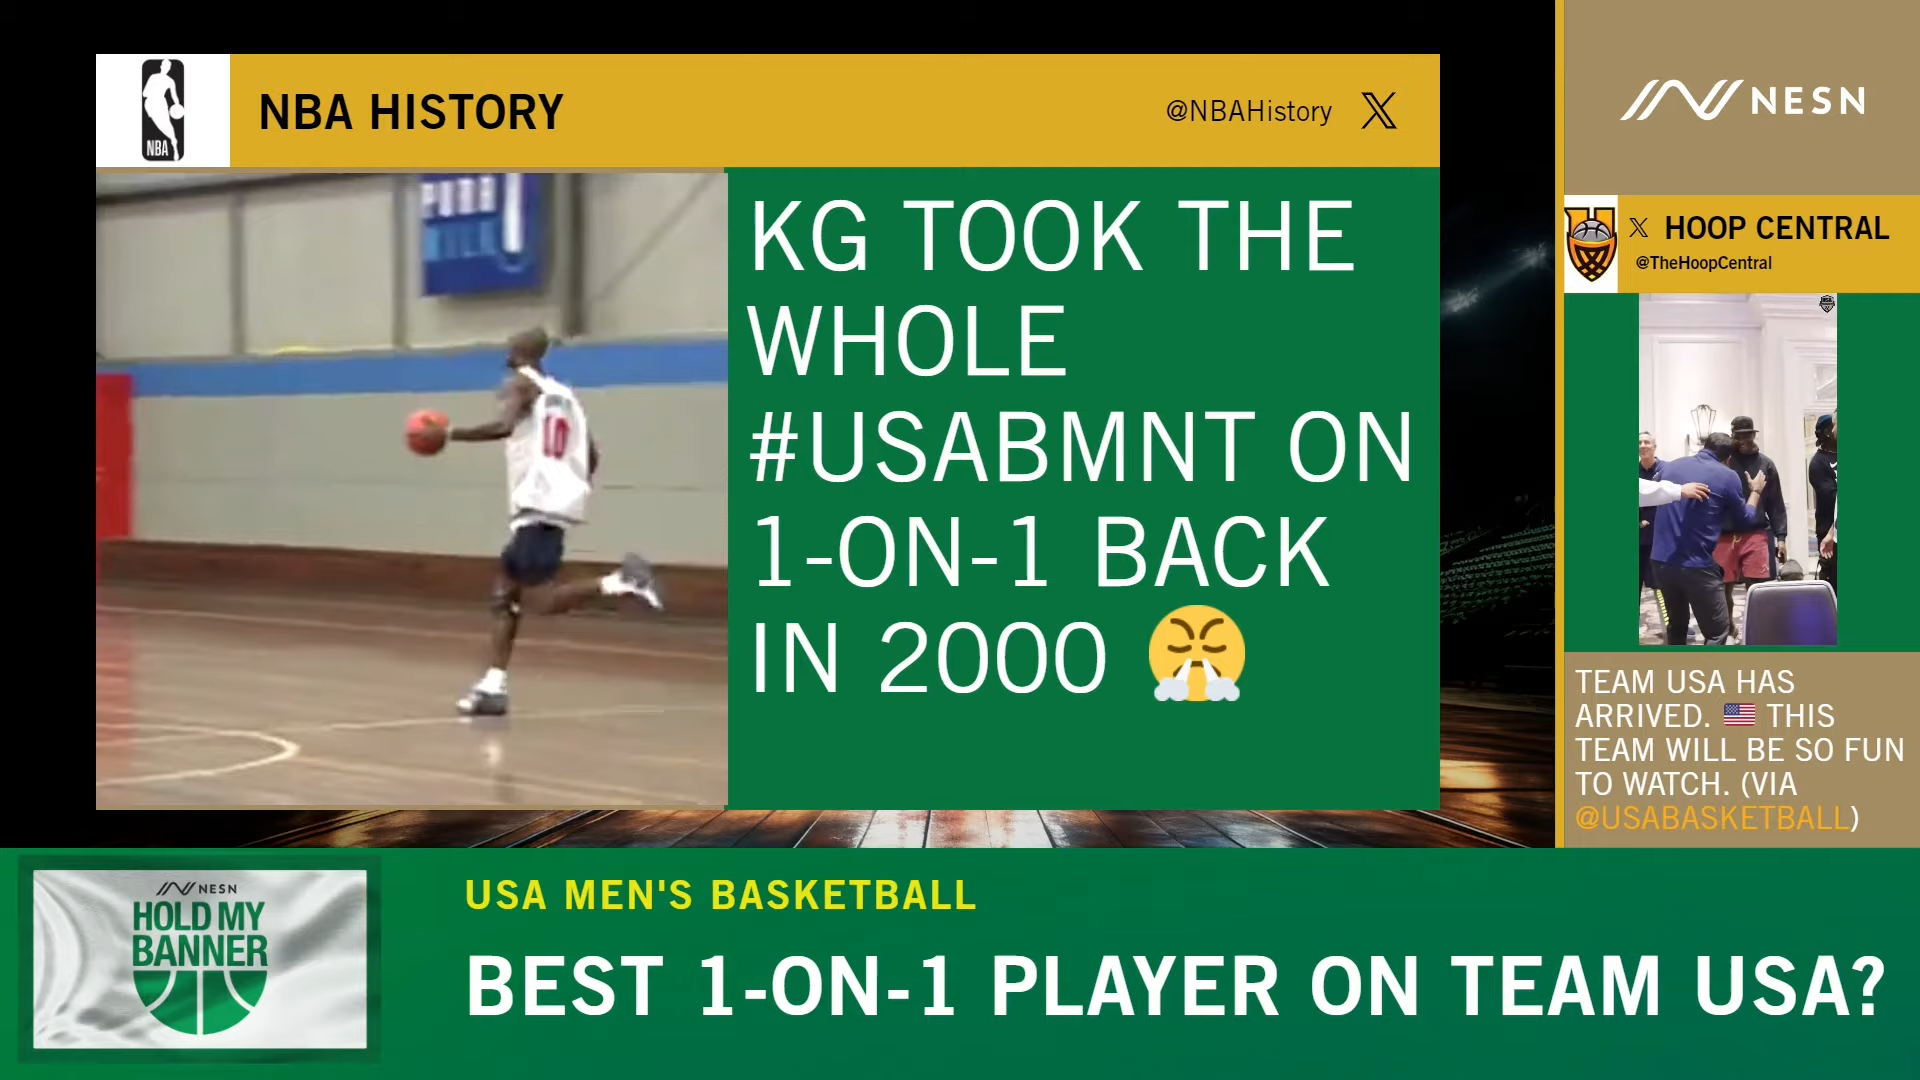 NBA
NBA HISTORY
@NBAHistory
KG TOOK THE
WHOLE
#USABMNT ON
1-ON-1 BACK
IN 2000 😤
10
NESN
HOOP CENTRAL
@TheHoopCentral
TEAM USA HAS
ARRIVED. 🇺🇸 THIS
TEAM WILL BE SO FUN
TO WATCH. (VIA
@USABASKETBALL)
NESN
HOLD MY
BANNER
USA MEN'S BASKETBALL
BEST 1-ON-1 PLAYER ON TEAM USA?